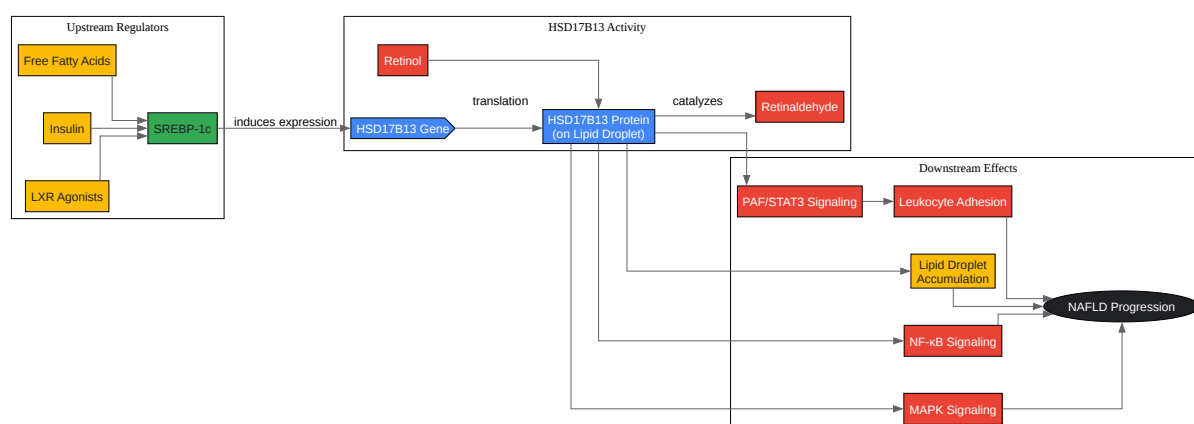 Upstream Regulators
Free Fatty Acids
Insulin
SREBP-1c
LXR Agonists
induces expression
HSD17B13 Activity
Retinol
HSD17B13 Gene
translation
HSD17B13 Protein
(on Lipid Droplet)
catalyzes
Retinaldehyde
Downstream Effects
PAF/STAT3 Signaling
Leukocyte Adhesion
Lipid Droplet
Accumulation
NF-κB Signaling
MAPK Signaling
NAFLD Progression